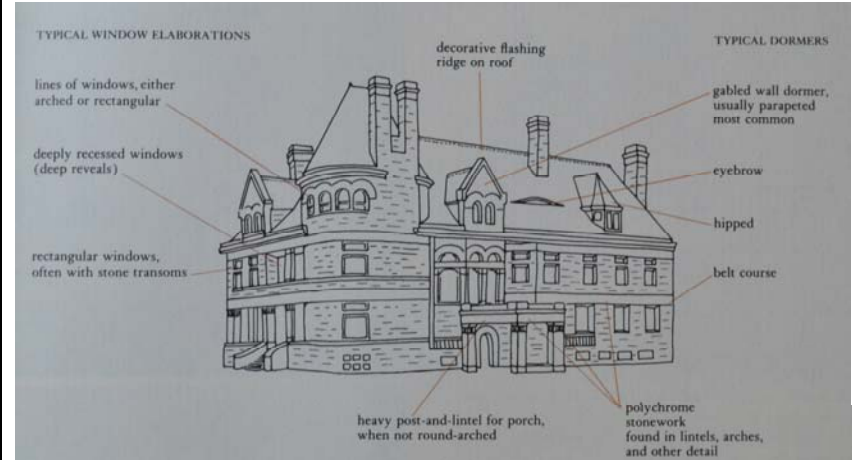 TYPICAL WINDOW ELABORATIONS
lines of windows, either
arched or rectangular
deeply recessed windows
(deep reveals)
rectangular windows,
often with stone transoms
decorative flashing
ridge on roof
TYPICAL DORMERS
gabled wall dormer,
usually parapeted
most common
eyebrow
hipped
belt course
heavy post-and-lintel for porch,
when not round-arched
polychrome
stonework
found in lintels, arches,
and other detail